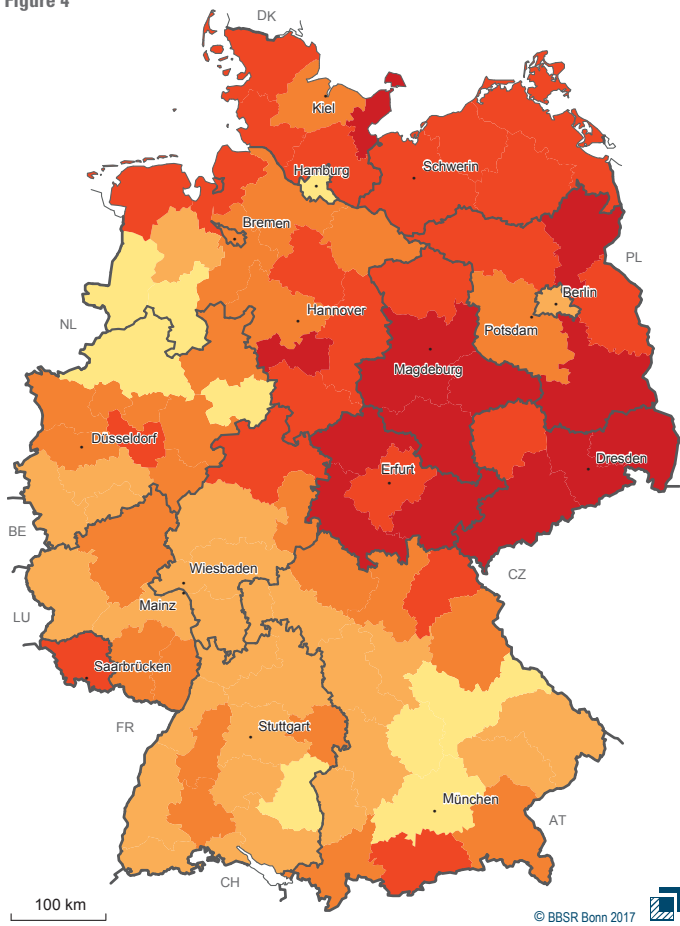 Figure 4
DK
Kiel
Hamburg
Schwerin
Bremen
PL
Berlin
Hannover
NL
Potsdam
Magdeburg
Düsseldorf
Dresden
Erfurt
BE
Wiesbaden
CZ
Mainz
LU
Saarbrücken
FR
Stuttgart
München
AT
CH
100 km
© BBSR Bonn 2017